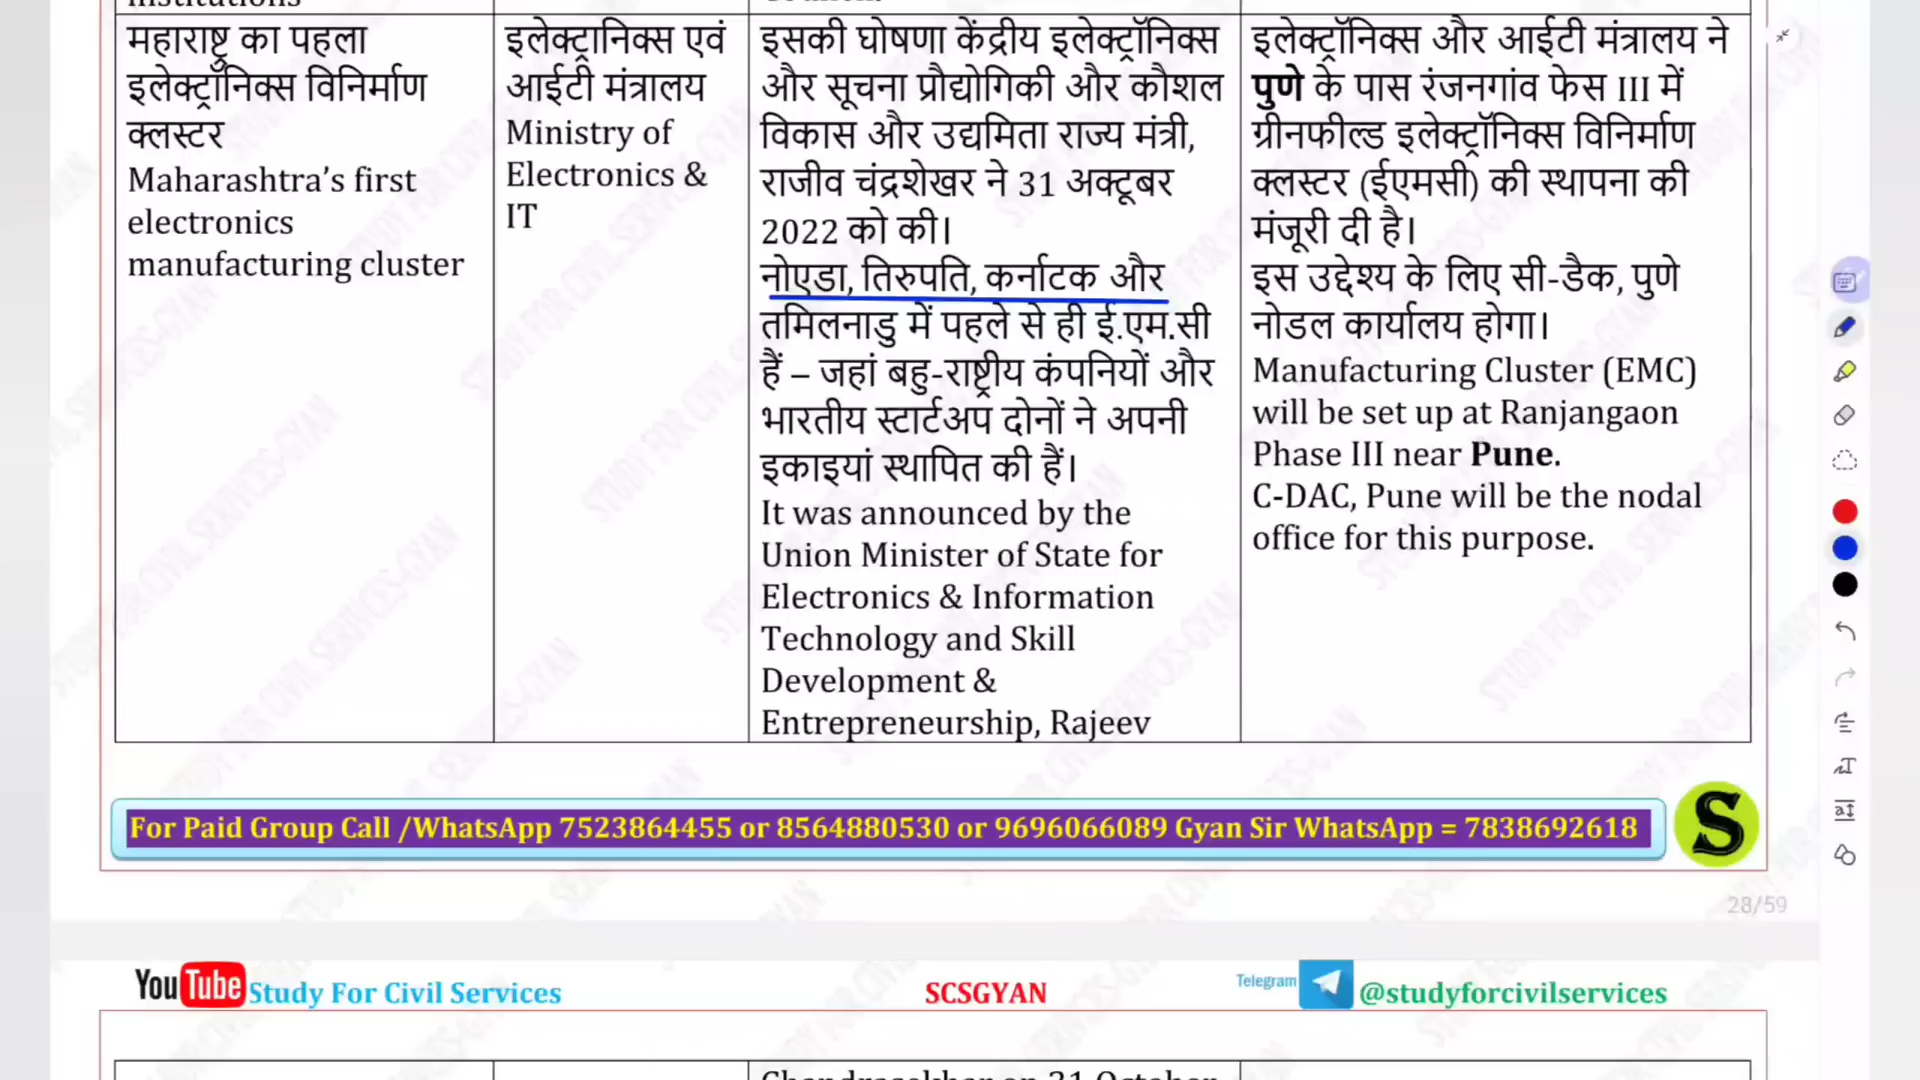 institutions
महाराष्ट्र का पहला
इलेक्ट्रॉनिक्स विनिर्माण
क्लस्टर
Maharashtra’s first
electronics
manufacturing cluster
इलेक्ट्रानिक्स एवं
आईटी मंत्रालय
Ministry of
Electronics &
IT
इसकी घोषणा केंद्रीय इलेक्ट्रॉनिक्स
और सूचना प्रौद्योगिकी और कौशल
विकास और उद्यमिता राज्य मंत्री,
राजीव चंद्रशेखर ने 31 अक्टूबर
2022 को की।
नोएडा, तिरुपति, कर्नाटक और
तमिलनाडु में पहले से ही ई.एम.सी
हैं – जहां बहु-राष्ट्रीय कंपनियों और
भारतीय स्टार्टअप दोनों ने अपनी
इकाइयां स्थापित की हैं।
It was announced by the
Union Minister of State for
Electronics & Information
Technology and Skill
Development &
Entrepreneurship, Rajeev
इलेक्ट्रॉनिक्स और आईटी मंत्रालय ने
पुणे के पास रंजनगांव फेस III में
ग्रीनफील्ड इलेक्ट्रॉनिक्स विनिर्माण
क्लस्टर (ईएमसी) की स्थापना की
मंजूरी दी है।
इस उद्देश्य के लिए सी-डैक, पुणे
नोडल कार्यालय होगा।
Manufacturing Cluster (EMC)
will be set up at Ranjangaon
Phase III near Pune.
C-DAC, Pune will be the nodal
office for this purpose.
For Paid Group Call /WhatsApp 7523864455 or 8564880530 or 9696066089 Gyan Sir WhatsApp = 7838692618
S
28/59
YouTube Study For Civil Services
SCSGYAN
Telegram @studyforcivilservices
Chandrasekhar on 31 October